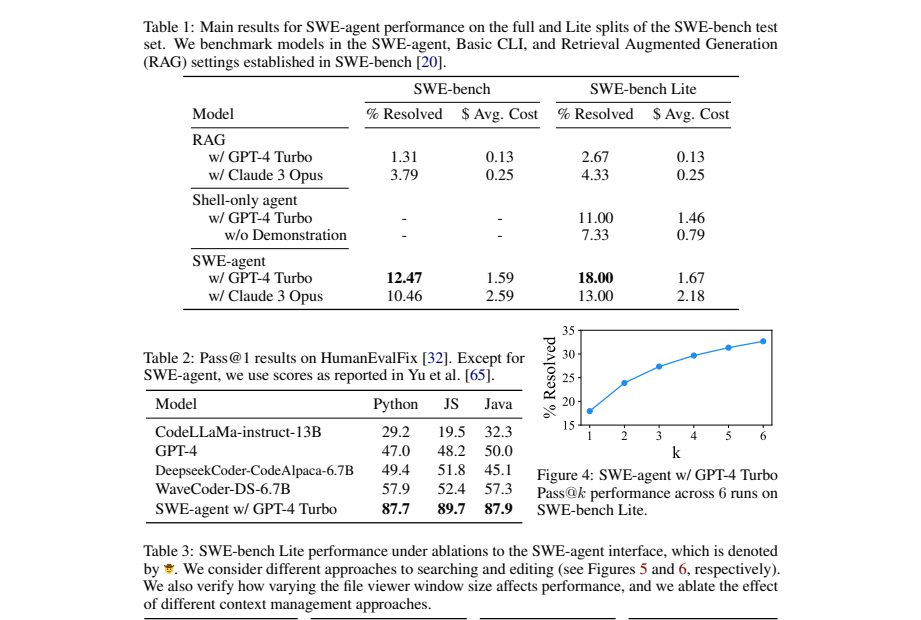 Table 1: Main results for SWE-agent performance on the full and Lite splits of the SWE-bench test
set. We benchmark models in the SWE-agent, Basic CLI, and Retrieval Augmented Generation
(RAG) settings established in SWE-bench [20].
SWE-bench SWE-bench Lite
Model % Resolved $ Avg. Cost % Resolved $ Avg. Cost
RAG
w/ GPT-4 Turbo 1.31 0.13 2.67 0.13
w/ Claude 3 Opus 3.79 0.25 4.33 0.25
Shell-only agent
w/ GPT-4 Turbo - - 11.00 1.46
w/o Demonstration - - 7.33 0.79
SWE-agent
w/ GPT-4 Turbo 12.47 1.59 18.00 1.67
w/ Claude 3 Opus 10.46 2.59 13.00 2.18
Table 2: Pass@1 results on HumanEvalFix [32]. Except for
SWE-agent, we use scores as reported in Yu et al. [65].
Model Python JS Java
CodeLLaMa-instruct-13B 29.2 19.5 32.3
GPT-4 47.0 48.2 50.0
DeepseekCoder-CodeAlpaca-6.7B 49.4 51.8 45.1
WaveCoder-DS-6.7B 57.9 52.4 57.3
SWE-agent w/ GPT-4 Turbo 87.7 89.7 87.9
% Resolved
35
30
25
20
15
1 2 3 4 5 6
k
Figure 4: SWE-agent w/ GPT-4 Turbo
Pass@k performance across 6 runs on
SWE-bench Lite.
Table 3: SWE-bench Lite performance under ablations to the SWE-agent interface, which is denoted
by 🤠. We consider different approaches to searching and editing (see Figures 5 and 6, respectively).
We also verify how varying the file viewer window size affects performance, and we ablate the effect
of different context management approaches.